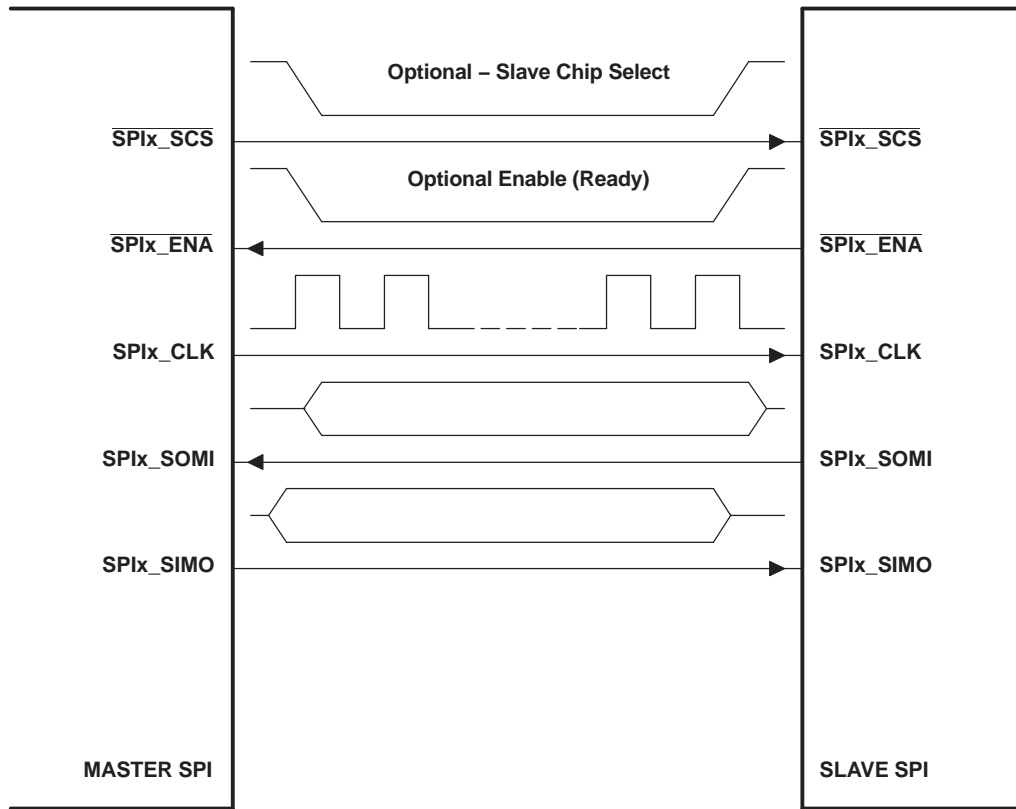 Optional – Slave Chip Select
SPIx_SCS SPIx_SCS
Optional Enable (Ready)
SPIx_ENA SPIx_ENA
SPIx_CLK SPIx_CLK
SPIx_SOMI SPIx_SOMI
SPIx_SIMO SPIx_SIMO
MASTER SPI SLAVE SPI